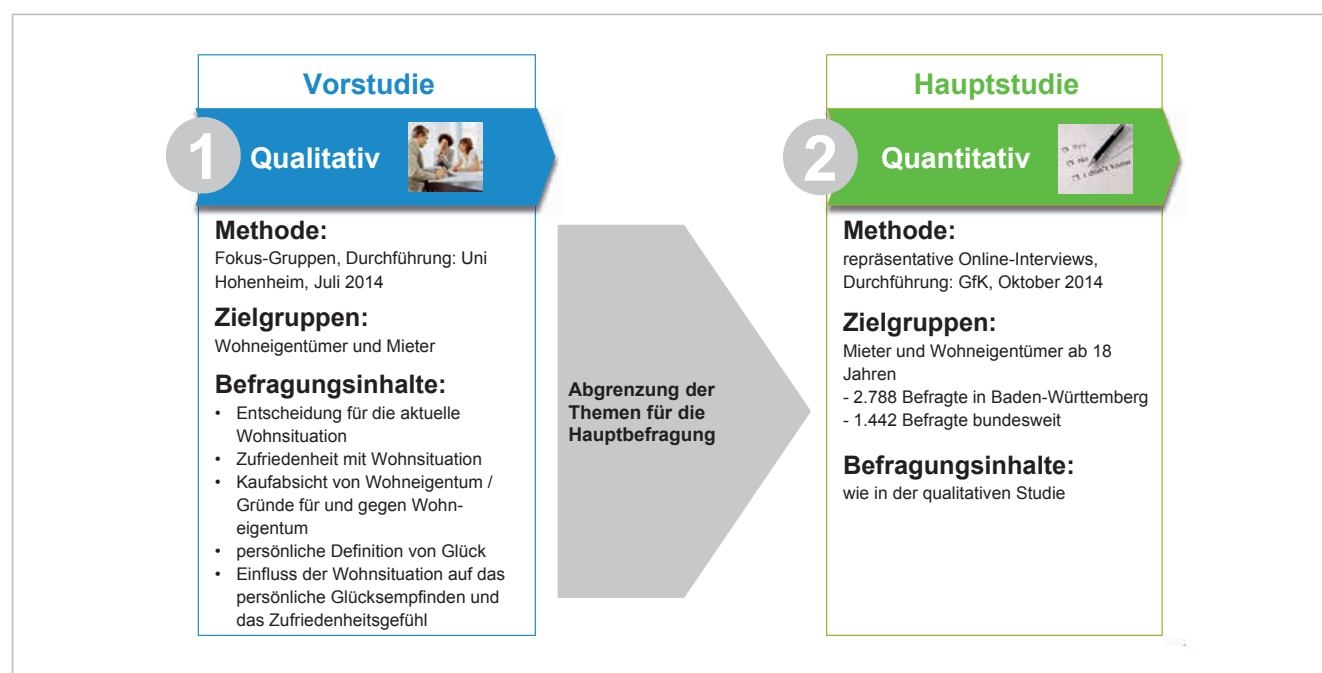 Vorstudie
1
Qualitativ
Methode:
Fokus-Gruppen, Durchführung: Uni
Hohenheim, Juli 2014
Zielgruppen:
Wohneigentümer und Mieter
Befragungsinhalte:
• Entscheidung für die aktuelle
Wohnsituation
• Zufriedenheit mit Wohnsituation
• Kaufabsicht von Wohneigentum /
Gründe für und gegen Wohn-
eigentum
• persönliche Definition von Glück
• Einfluss der Wohnsituation auf das
persönliche Glücksempfinden und
das Zufriedenheitsgefühl
Abgrenzung der
Themen für die
Hauptbefragung
Hauptstudie
2
Quantitativ
I don't know
Methode:
repräsentative Online-Interviews,
Durchführung: GfK, Oktober 2014
Zielgruppen:
Mieter und Wohneigentümer ab 18
Jahren
- 2.788 Befragte in Baden-Württemberg
- 1.442 Befragte bundesweit
Befragungsinhalte:
wie in der qualitativen Studie